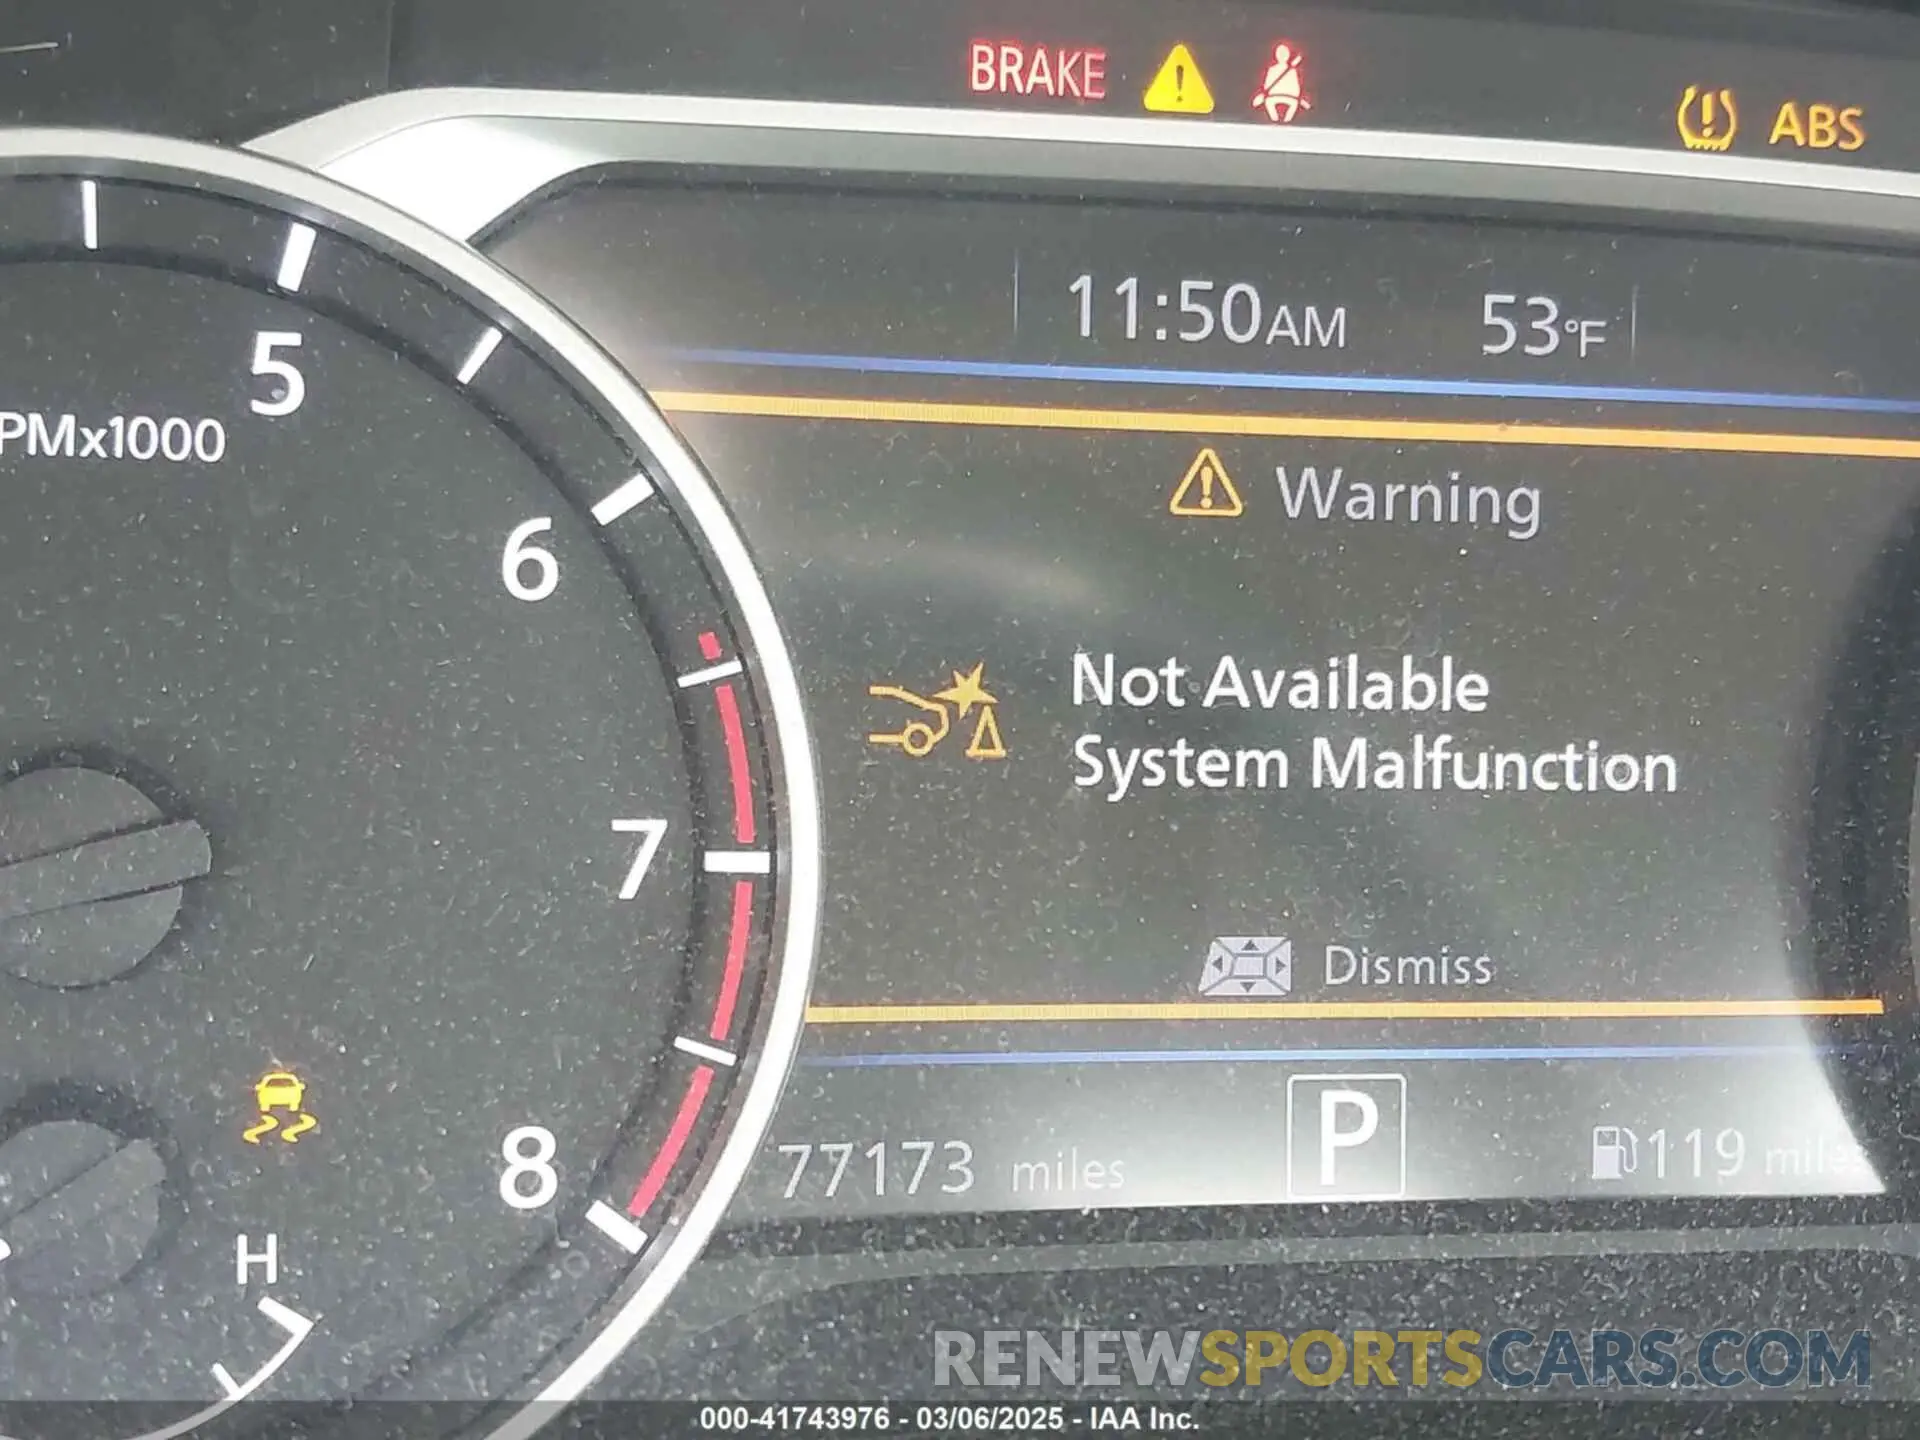 BRAKE
ABS
11:50AM 53°F
5
PMx1000
Warning
6
Not Available
System Malfunction
7
Dismiss
8
77173 miles
P
119 miles
H
RENEWSPORTSCARS.COM
000-41743976 - 03/06/2025 - IAA Inc.